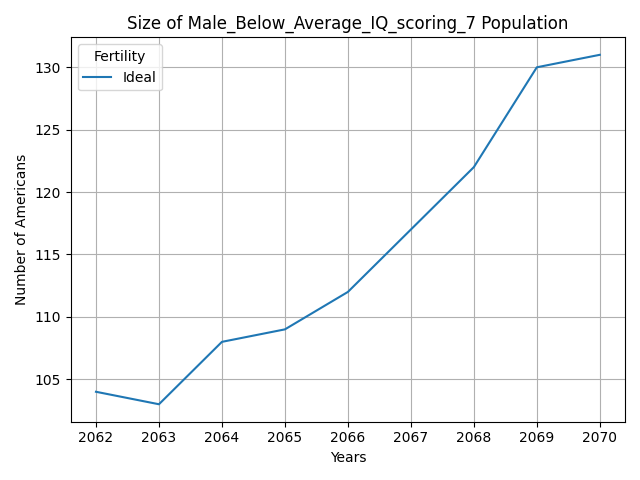 Size of Male_Below_Average_IQ_scoring_7 Population
Fertility
Ideal
130
125
120
115
110
105
Number of Americans
2062 2063 2064 2065 2066 2067 2068 2069 2070
Years